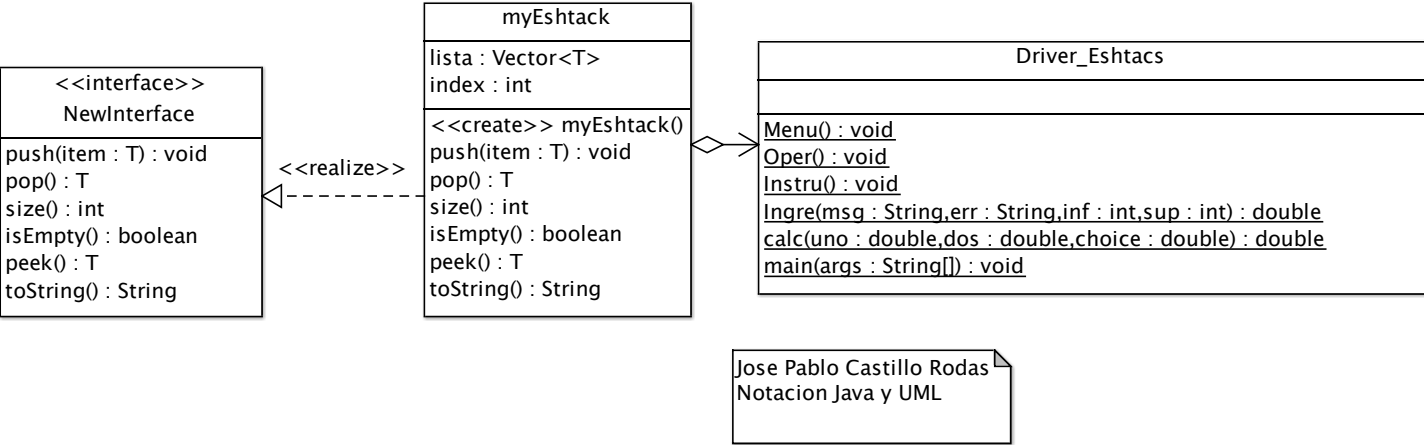 <<interface>>
NewInterface
push(item : T) : void
pop() : T
size() : int
isEmpty() : boolean
peek() : T
toString() : String
<<realize>>
myEshtack
lista : Vector<T>
index : int
<<create>> myEshtack()
push(item : T) : void
pop() : T
size() : int
isEmpty() : boolean
peek() : T
toString() : String
Driver_Eshtacs
Menu() : void
Oper() : void
Instru() : void
Ingre(msg : String,err : String,inf : int,sup : int) : double
calc(uno : double,dos : double,choice : double) : double
main(args : String[]) : void
Jose Pablo Castillo Rodas
Notacion Java y UML